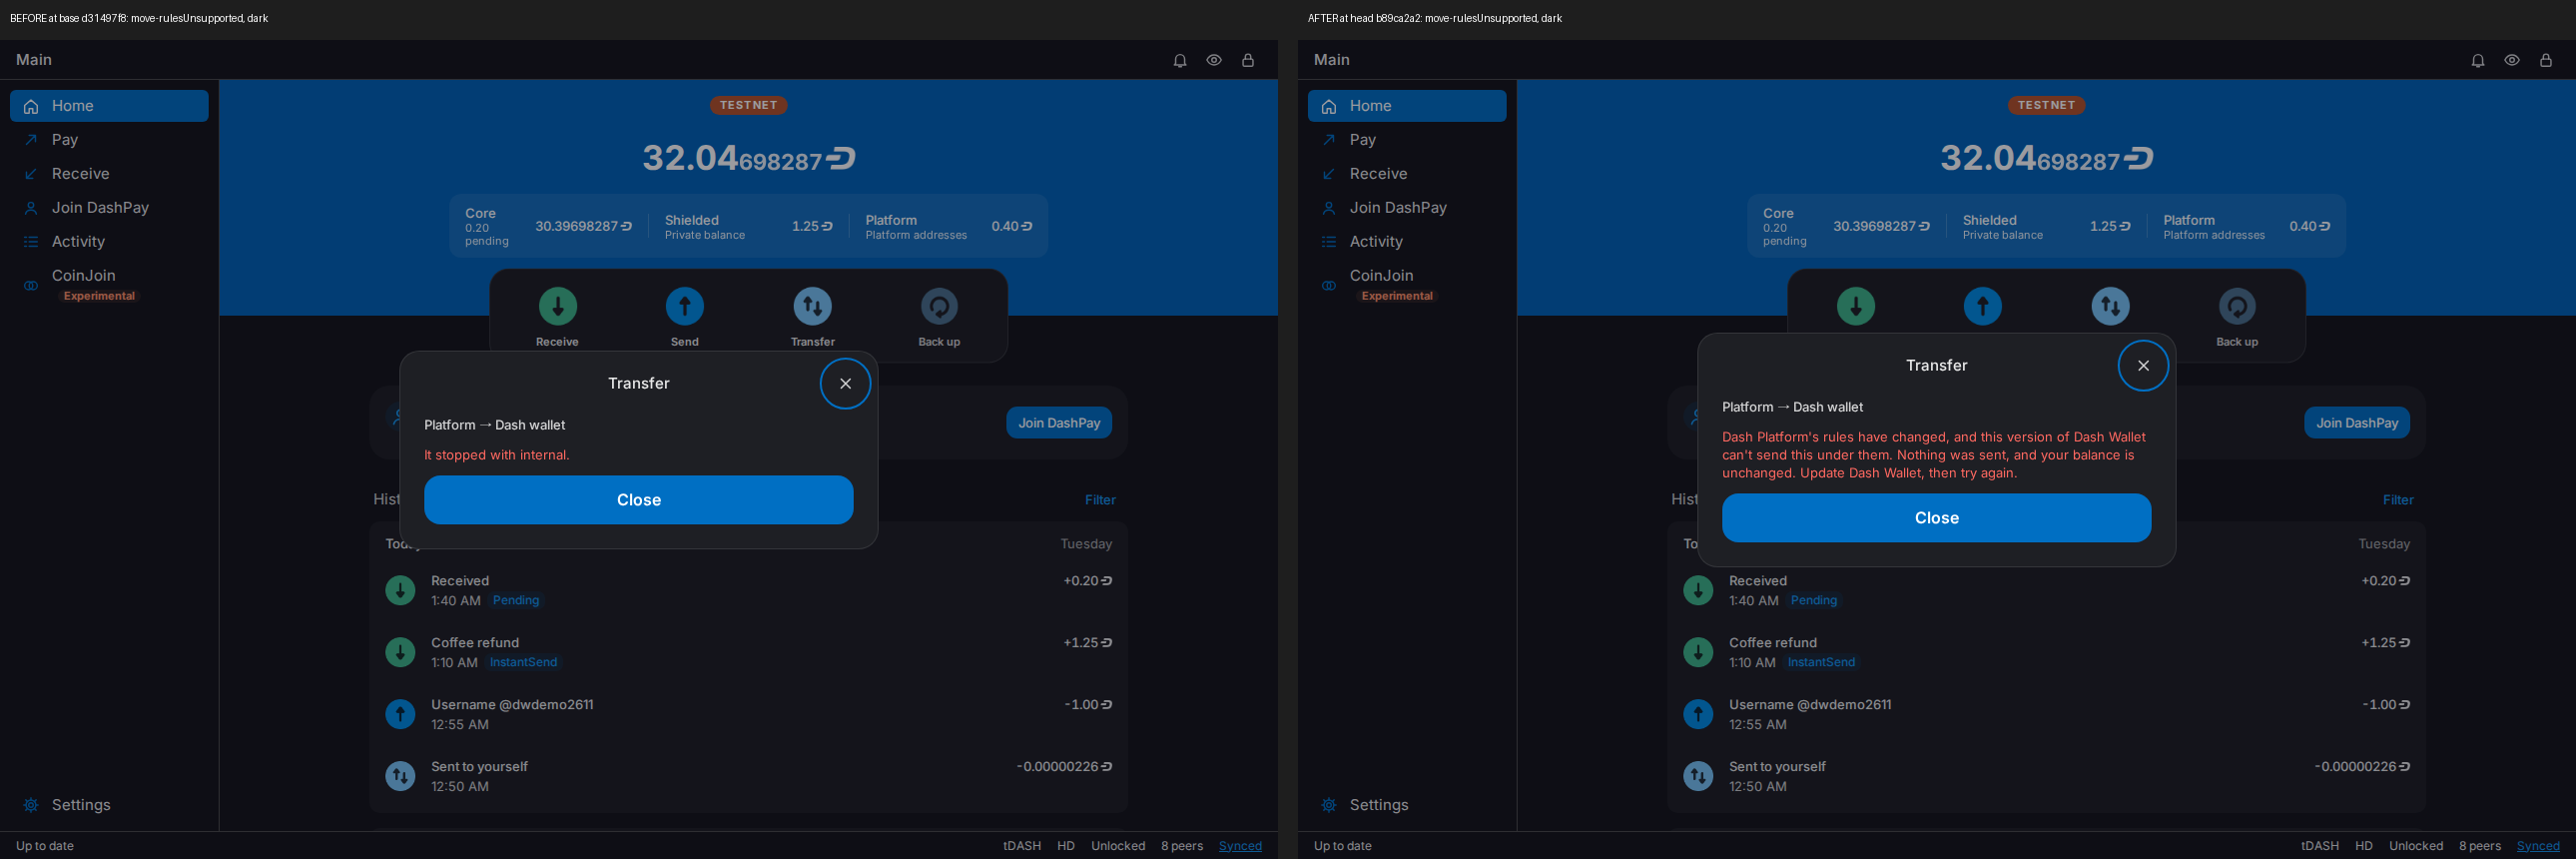 BEFORE at base d31497f8: move-rulesUnsupported, dark
Main
Home
Pay
Receive
Join DashPay
Activity
CoinJoin
Experimental
Settings
TESTNET
32.04698287
Core
0.20
pending
30.39698287
Shielded
Private balance
1.25
Platform
Platform addresses
0.40
Receive
Send
Transfer
Back up
Transfer
Platform → Dash wallet
It stopped with internal.
Close
Join DashPay
Hist
Filter
Tod
Tuesday
Received
1:40 AM Pending
+0.20
Coffee refund
1:10 AM InstantSend
+1.25
Username @dwdemo2611
12:55 AM
-1.00
Sent to yourself
12:50 AM
-0.00000226
Up to date
tDASH HD Unlocked 8 peers Synced
AFTER at head b89ca2a2: move-rulesUnsupported, dark
Main
Home
Pay
Receive
Join DashPay
Activity
CoinJoin
Experimental
Settings
TESTNET
32.04698287
Core
0.20
pending
30.39698287
Shielded
Private balance
1.25
Platform
Platform addresses
0.40
Back up
Transfer
Platform → Dash wallet
Dash Platform's rules have changed, and this version of Dash Wallet
can't send this under them. Nothing was sent, and your balance is
unchanged. Update Dash Wallet, then try again.
Close
Join DashPay
Hist
Filter
To
Tuesday
Received
1:40 AM Pending
+0.20
Coffee refund
1:10 AM InstantSend
+1.25
Username @dwdemo2611
12:55 AM
-1.00
Sent to yourself
12:50 AM
-0.00000226
Up to date
tDASH HD Unlocked 8 peers Synced